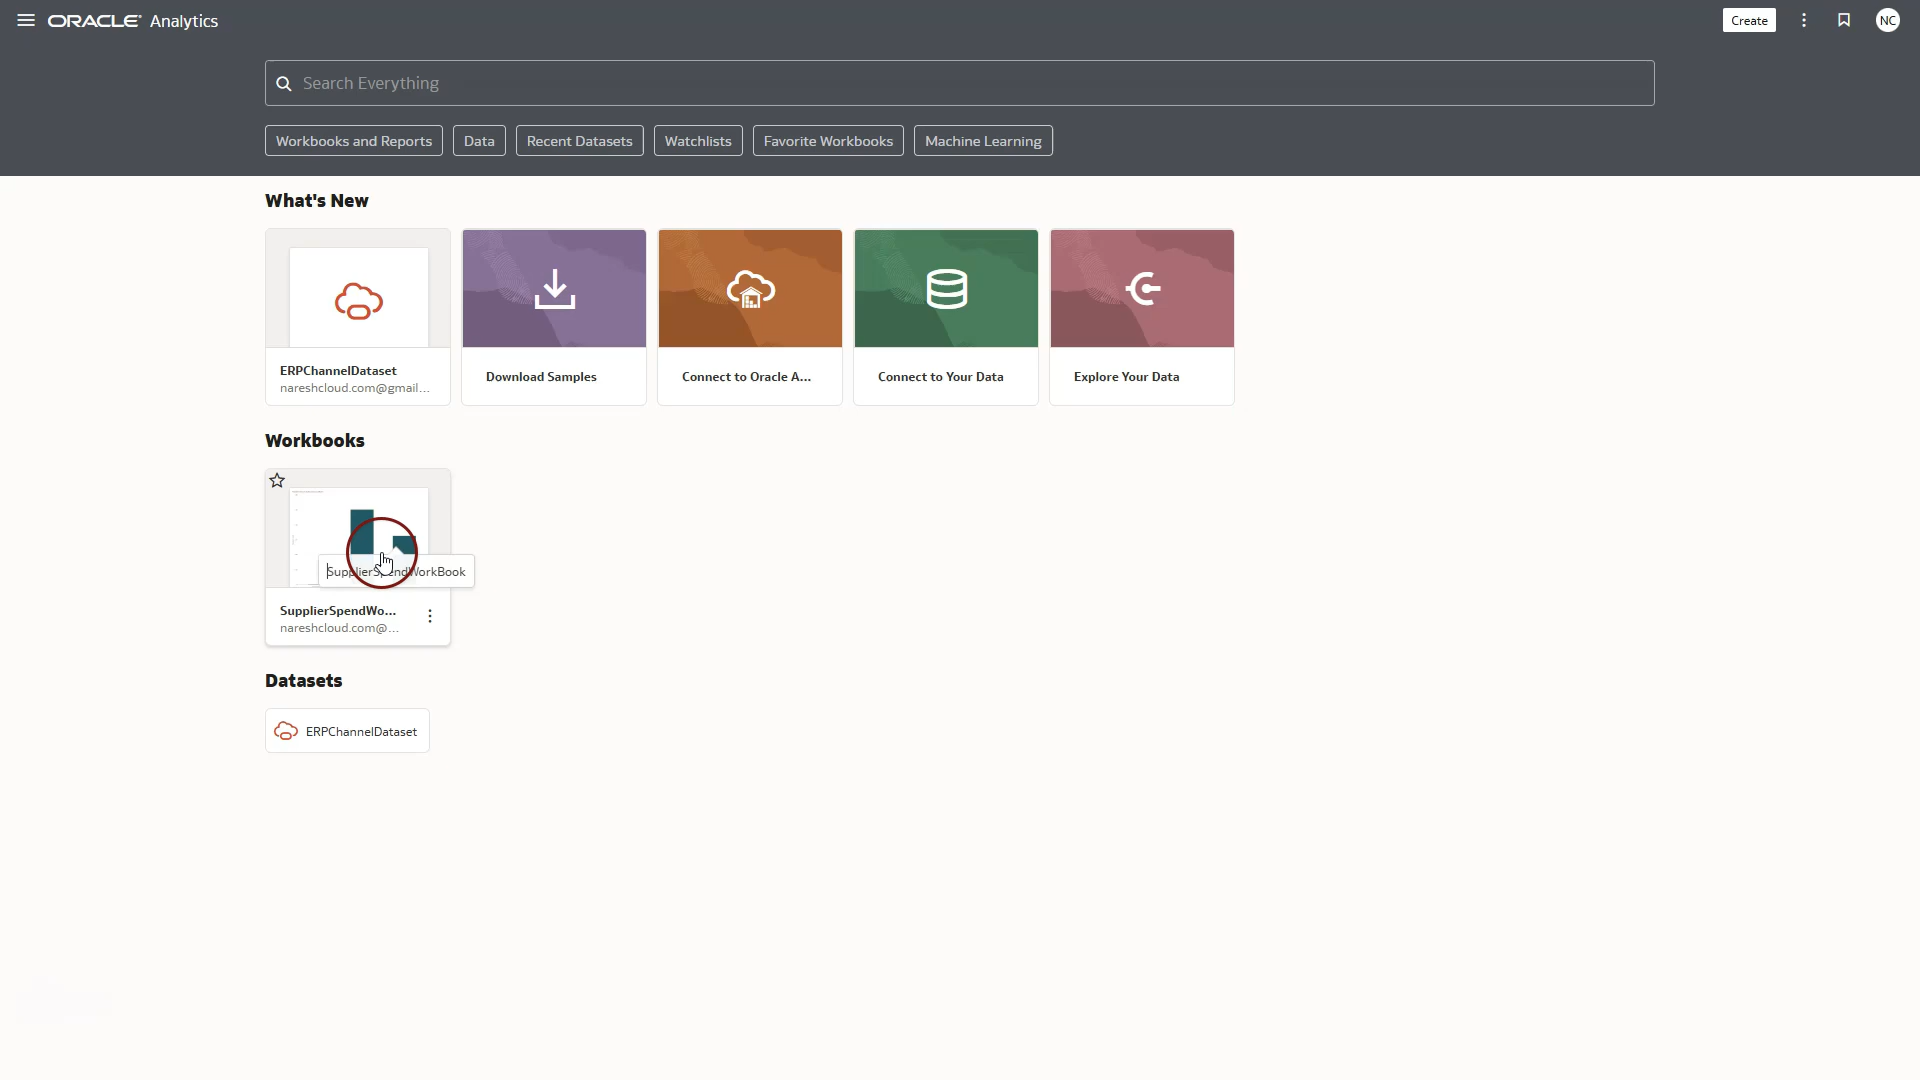 ORACLE Analytics
Create
NC
Search Everything
Workbooks and Reports
Data
Recent Datasets
Watchlists
Favorite Workbooks
Machine Learning
What's New
ERPChannelDataset
nareshcloud.com@gmail...
Download Samples
Connect to Oracle A...
Connect to Your Data
Explore Your Data
Workbooks
SupplierSpendWorkBook
SupplierSpendWo...
nareshcloud.com@...
Datasets
ERPChannelDataset